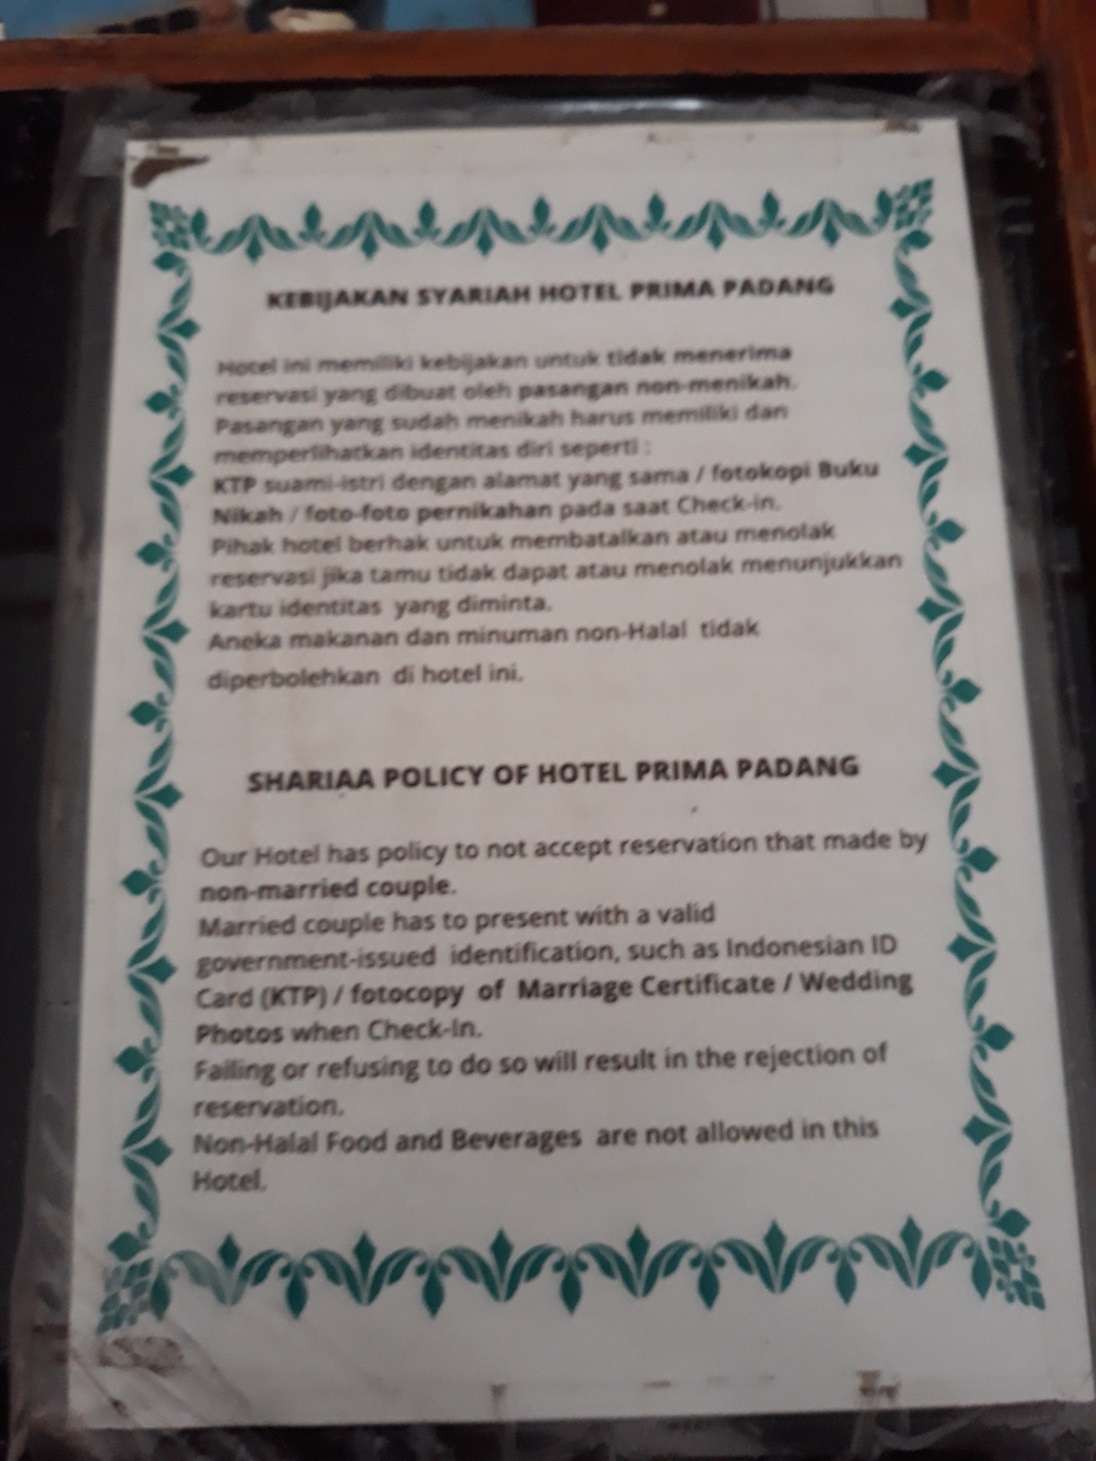 KEBIJAKAN SYARIAH HOTEL PRIMA PADANG
Hotel ini memiliki kebijakan untuk tidak menerima
reservasi yang dibuat oleh pasangan non-menikah.
Pasangan yang sudah menikah harus memiliki dan
memperlihatkan identitas diri seperti :
KTP suami-istri dengan alamat yang sama / fotokopi Buku
Nikah / foto-foto pernikahan pada saat Check-in.
Pihak hotel berhak untuk membatalkan atau menolak
reservasi jika tamu tidak dapat atau menolak menunjukkan
kartu identitas yang diminta.
Aneka makanan dan minuman non-Halal tidak
diperbolehkan di hotel ini.
SHARIAA POLICY OF HOTEL PRIMA PADANG
Our Hotel has policy to not accept reservation that made by
non-married couple.
Married couple has to present with a valid
government-issued identification, such as Indonesian ID
Card (KTP) / fotocopy of Marriage Certificate / Wedding
Photos when Check-In.
Failing or refusing to do so will result in the rejection of
reservation.
Non-Halal Food and Beverages are not allowed in this
Hotel.